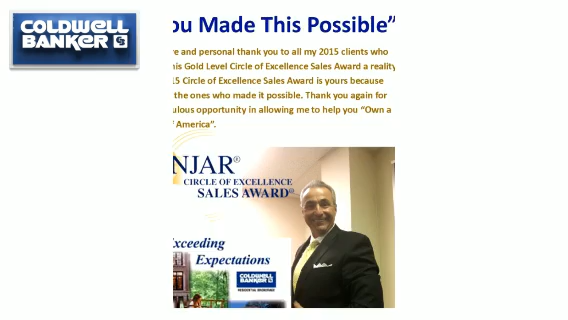 COLDWELL
BANKER CB
ou Made This Possible”
re and personal thank you to all my 2015 clients who
his Gold Level Circle of Excellence Sales Award a reality
15 Circle of Excellence Sales Award is yours because
the ones who made it possible. Thank you again for
ulous opportunity in allowing me to help you “Own a
f America”.
NJAR®
CIRCLE OF EXCELLENCE
SALES AWARD®
Exceeding
Expectations
COLDWELL
BANKER